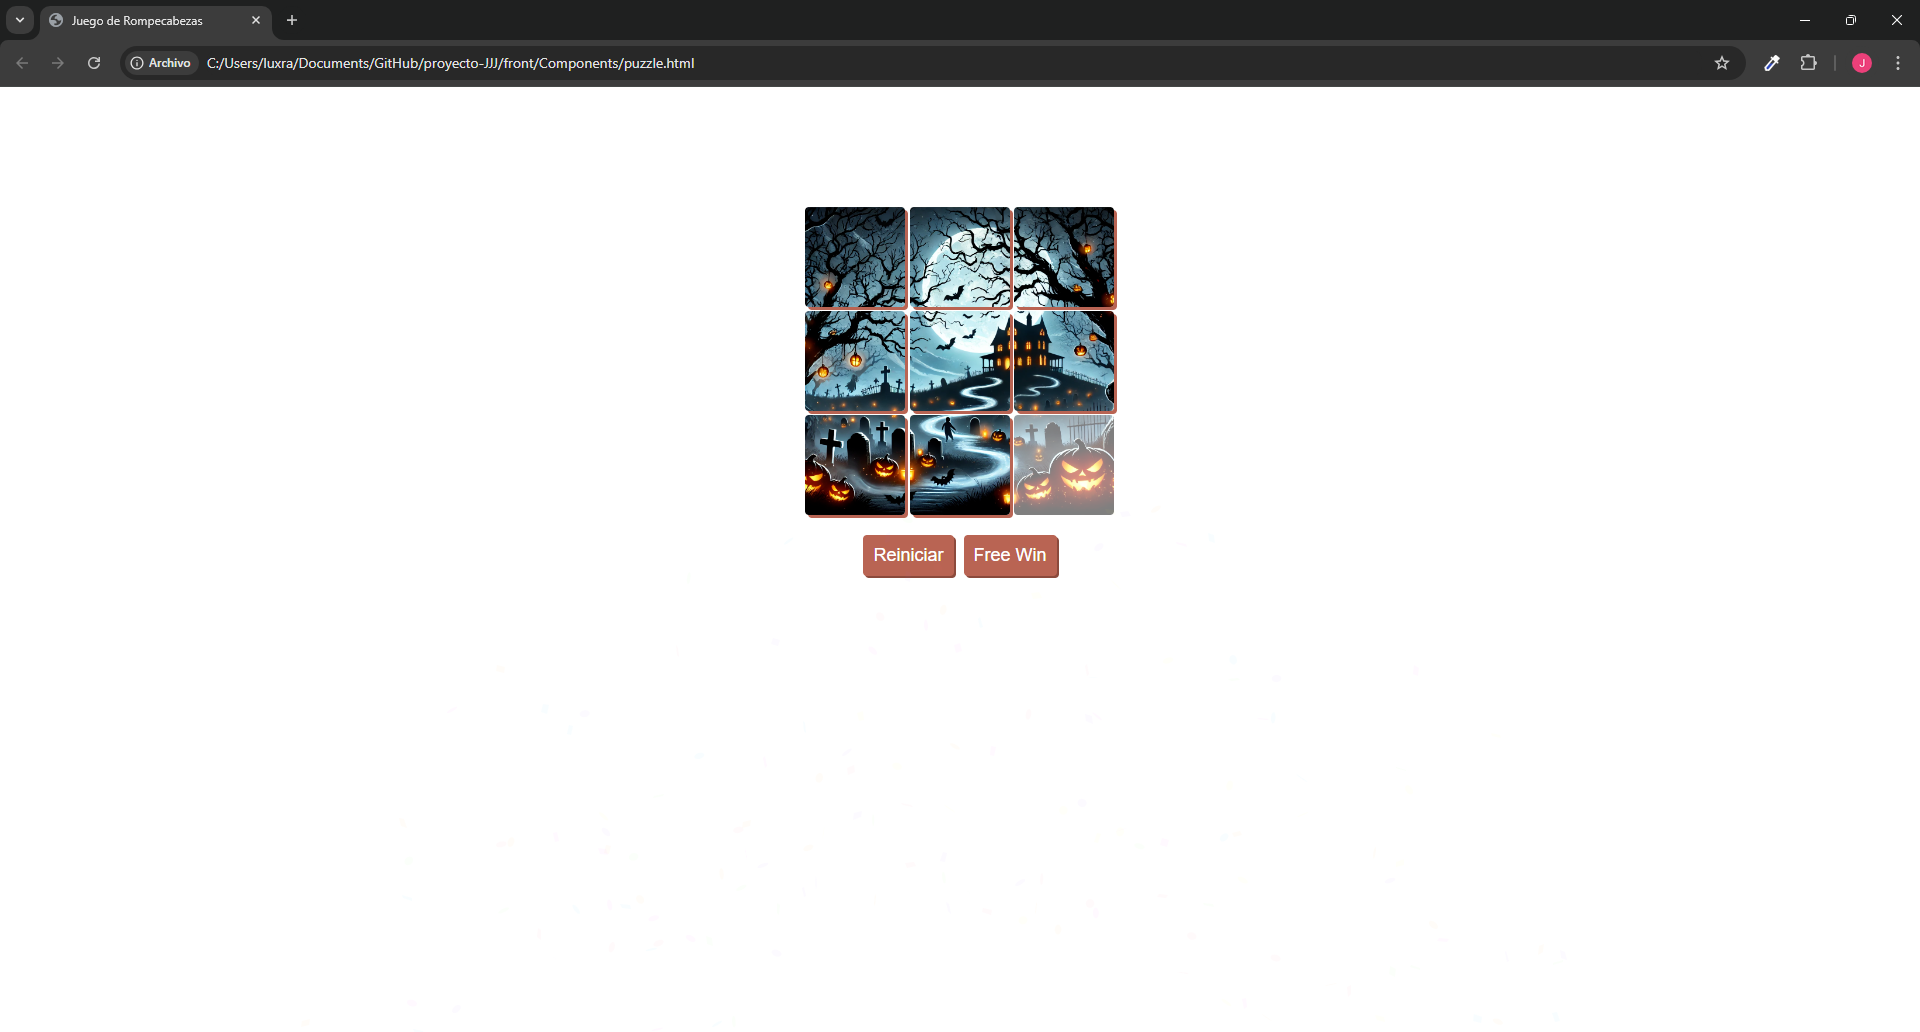 Juego de Rompecabezas
Archivo C:/Users/luxra/Documents/GitHub/proyecto-JJJ/front/Components/puzzle.html
J
Reiniciar Free Win